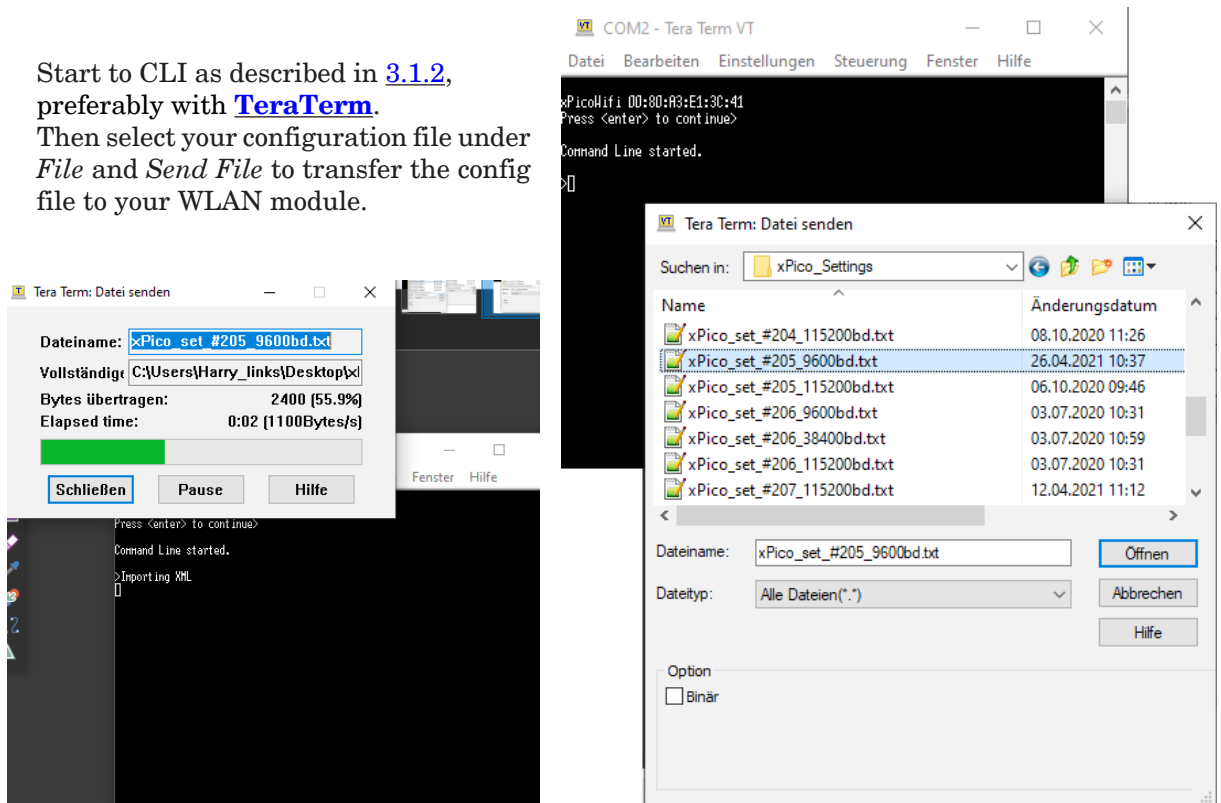 Start to CLI as described in 3.1.2,
preferably with TeraTerm.
Then select your configuration file under
File and Send File to transfer the config
file to your WLAN module.
COM2 - Tera Term VT
Datei Bearbeiten Einstellungen Steuerung Fenster Hilfe
xPicoWifi 00:80:A3:E1:3C:41
Press <enter> to continue>
Command Line started.
>
Tera Term: Datei senden
Suchen in: xPico_Settings
Name Änderungsdatum
xPico_set_#204_115200bd.txt 08.10.2020 11:26
xPico_set_#205_9600bd.txt 26.04.2021 10:37
xPico_set_#205_115200bd.txt 06.10.2020 09:46
xPico_set_#206_9600bd.txt 03.07.2020 10:31
xPico_set_#206_38400bd.txt 03.07.2020 10:59
xPico_set_#206_115200bd.txt 03.07.2020 10:31
xPico_set_#207_115200bd.txt 12.04.2021 11:12
Dateiname: xPico_set_#205_9600bd.txt Öffnen
Dateityp: Alle Dateien(*.*) Abbrechen
Hilfe
Option
Binär
Tera Term: Datei senden
Dateiname: xPico_set_#205_9600bd.txt
Vollständige C:\Users\Harry_links\Desktop\xl
Bytes übertragen: 2400 (55.9%)
Elapsed time: 0:02 (1100Bytes/s)
Schließen Pause Hilfe
Fenster Hilfe
Press <enter> to continue>
Command Line started.
>Importing XML